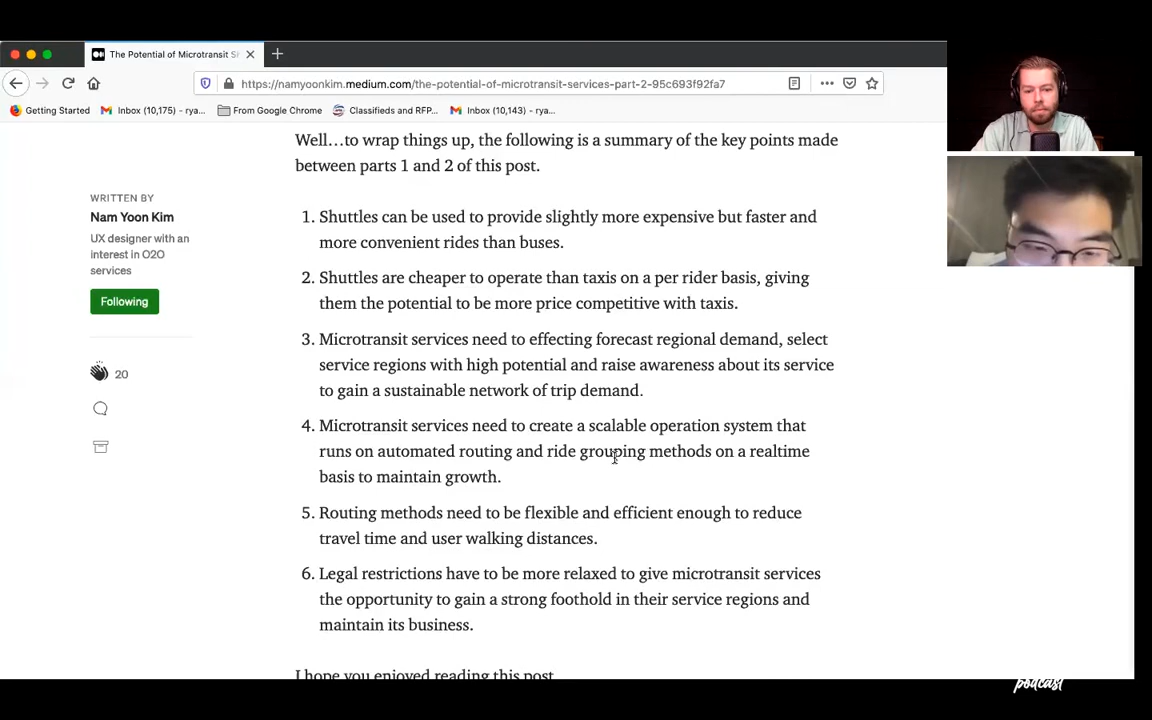 The Potential of Microtransit S
https://namyoonkim.medium.com/the-potential-of-microtransit-services-part-2-95c693f92fa7
Getting Started
Inbox (10,175) - rya...
From Google Chrome
Classifieds and RFP...
Inbox (10,143) - rya...
Well...to wrap things up, the following is a summary of the key points made
between parts 1 and 2 of this post.
WRITTEN BY
Nam Yoon Kim
UX designer with an
interest in O2O
services
Following
20
1. Shuttles can be used to provide slightly more expensive but faster and
more convenient rides than buses.
2. Shuttles are cheaper to operate than taxis on a per rider basis, giving
them the potential to be more price competitive with taxis.
3. Microtransit services need to effecting forecast regional demand, select
service regions with high potential and raise awareness about its service
to gain a sustainable network of trip demand.
4. Microtransit services need to create a scalable operation system that
runs on automated routing and ride grouping methods on a realtime
basis to maintain growth.
5. Routing methods need to be flexible and efficient enough to reduce
travel time and user walking distances.
6. Legal restrictions have to be more relaxed to give microtransit services
the opportunity to gain a strong foothold in their service regions and
maintain its business.
I hope you enjoyed reading this post
podcast